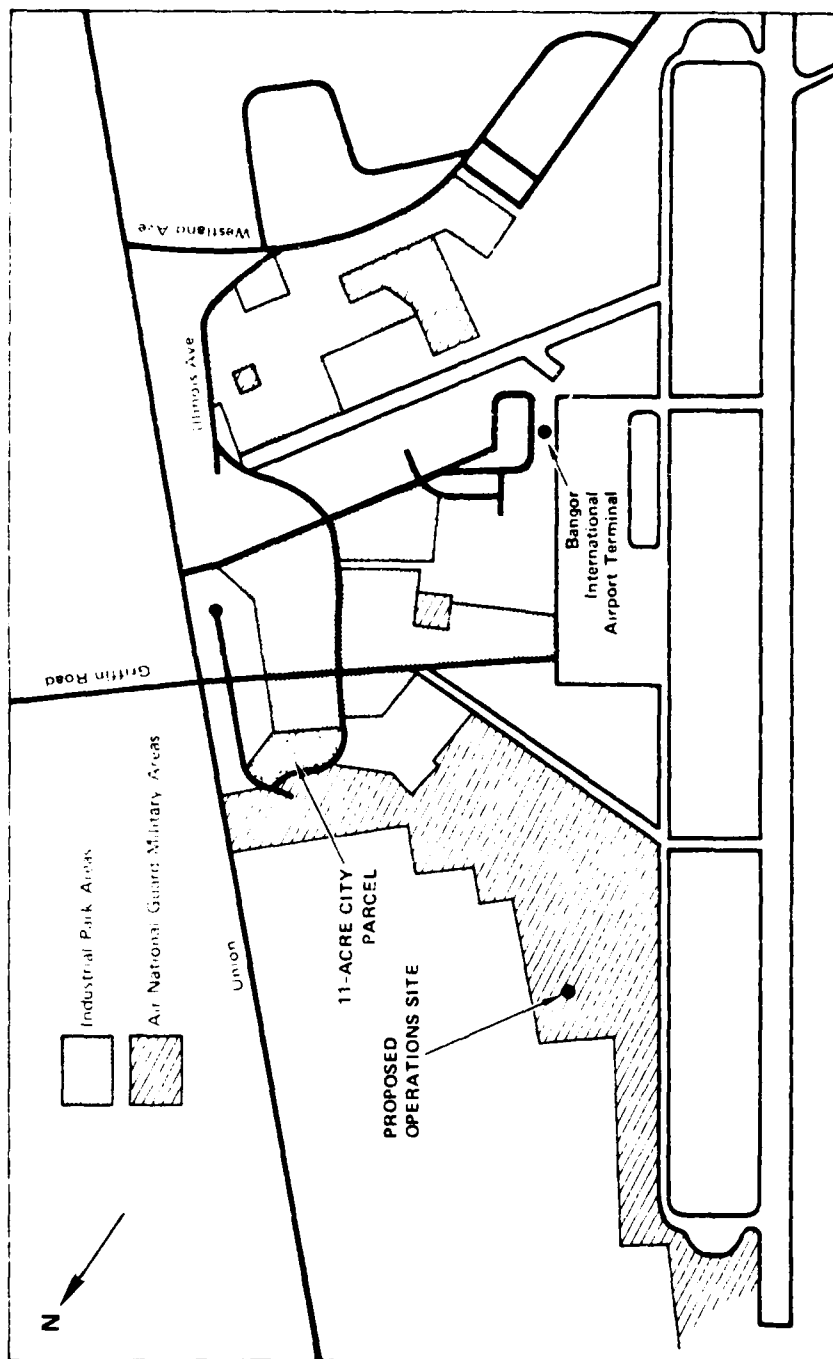 N
Industrial Park Areas
Air National Guard Military Areas
Union
Griffin Road
Illinois Ave
Westland Ave
11-ACRE CITY
PARCEL
PROPOSED
OPERATIONS SITE
Bangor
International
Airport Terminal